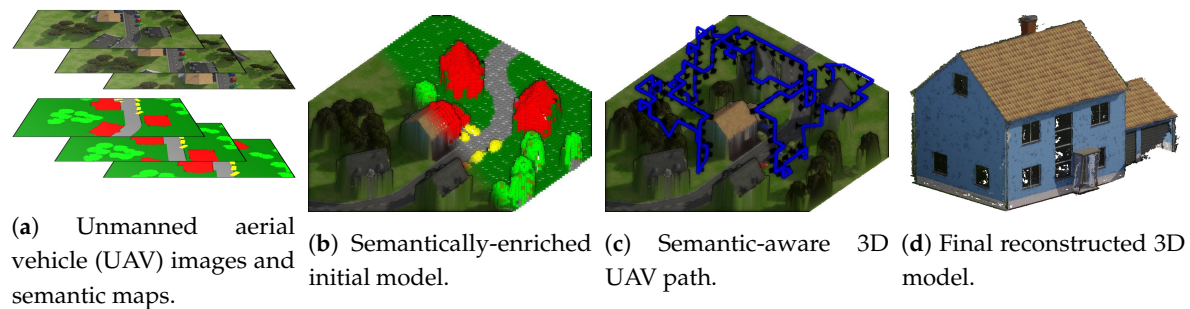 (a) Unmanned aerial
vehicle (UAV) images and
semantic maps.
(b) Semantically-enriched
initial model.
(c) Semantic-aware 3D
UAV path.
(d) Final reconstructed 3D
model.